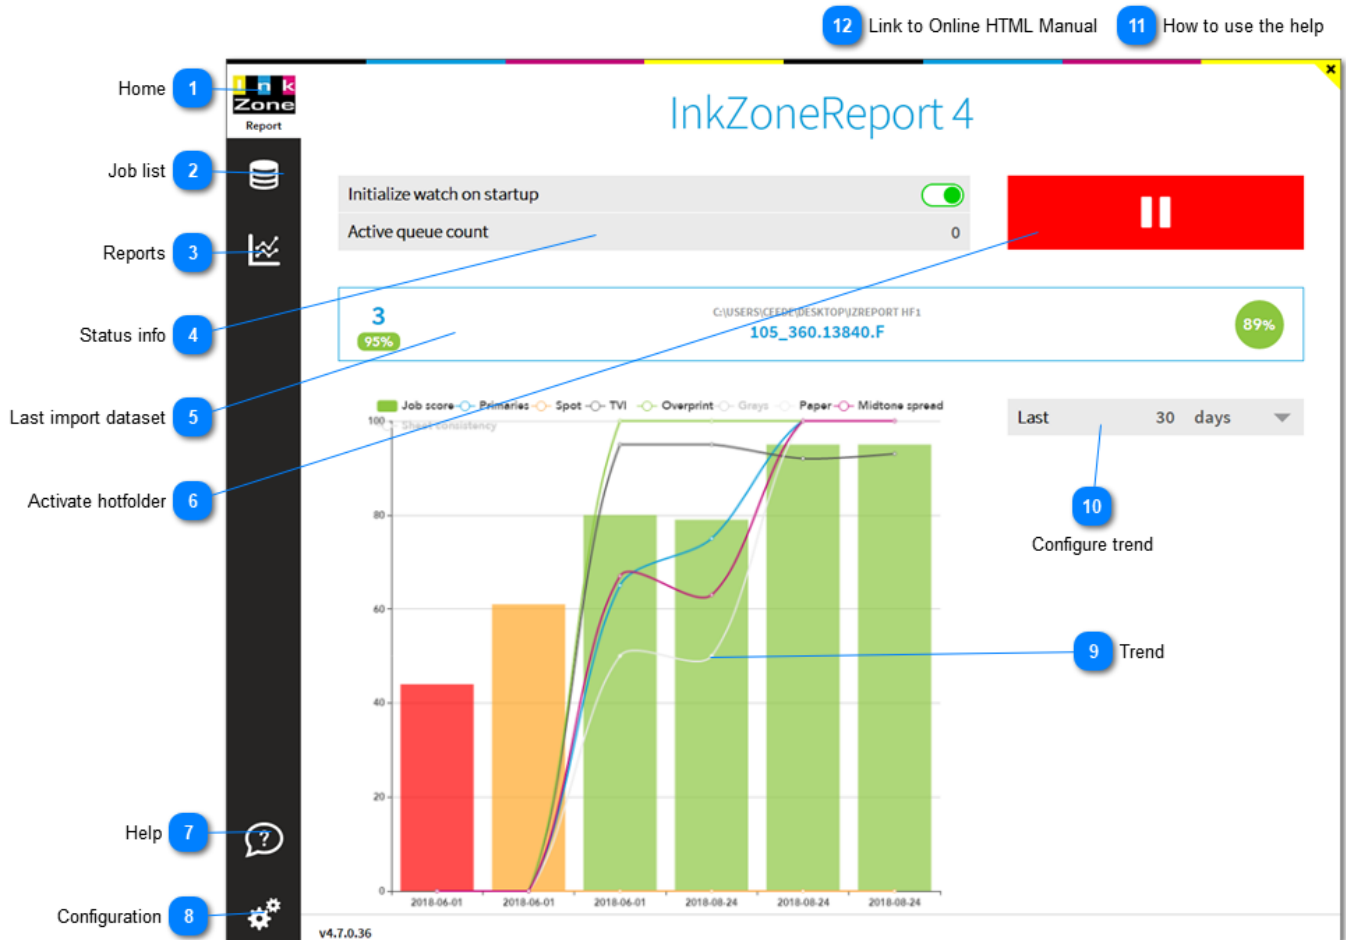 12 Link to Online HTML Manual 11 How to use the help
Home 1
Ink
Zone
Report
InkZoneReport 4
Job list 2
Initialize watch on startup
Active queue count 0
Reports 3
Status info 4
3
95%
C:\USERS\CEEDE\DESKTOP\IZREPORT HF1
105_360.13840.F
89%
Last import dataset 5
Job score Primaries Spot TVI Overprint Grays Paper Midtone spread
Sheet consistency
Last 30 days
Activate hotfolder 6
10
Configure trend
9 Trend
100
80
60
40
20
0
2018-06-01 2018-06-01 2018-06-01 2018-08-24 2018-08-24 2018-08-24
Help 7
?
Configuration 8
v4.7.0.36